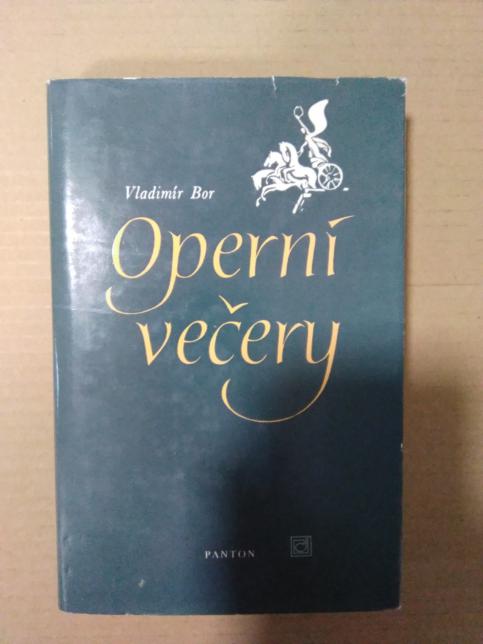 Vladimír Bor
Operní
večery
PANTON